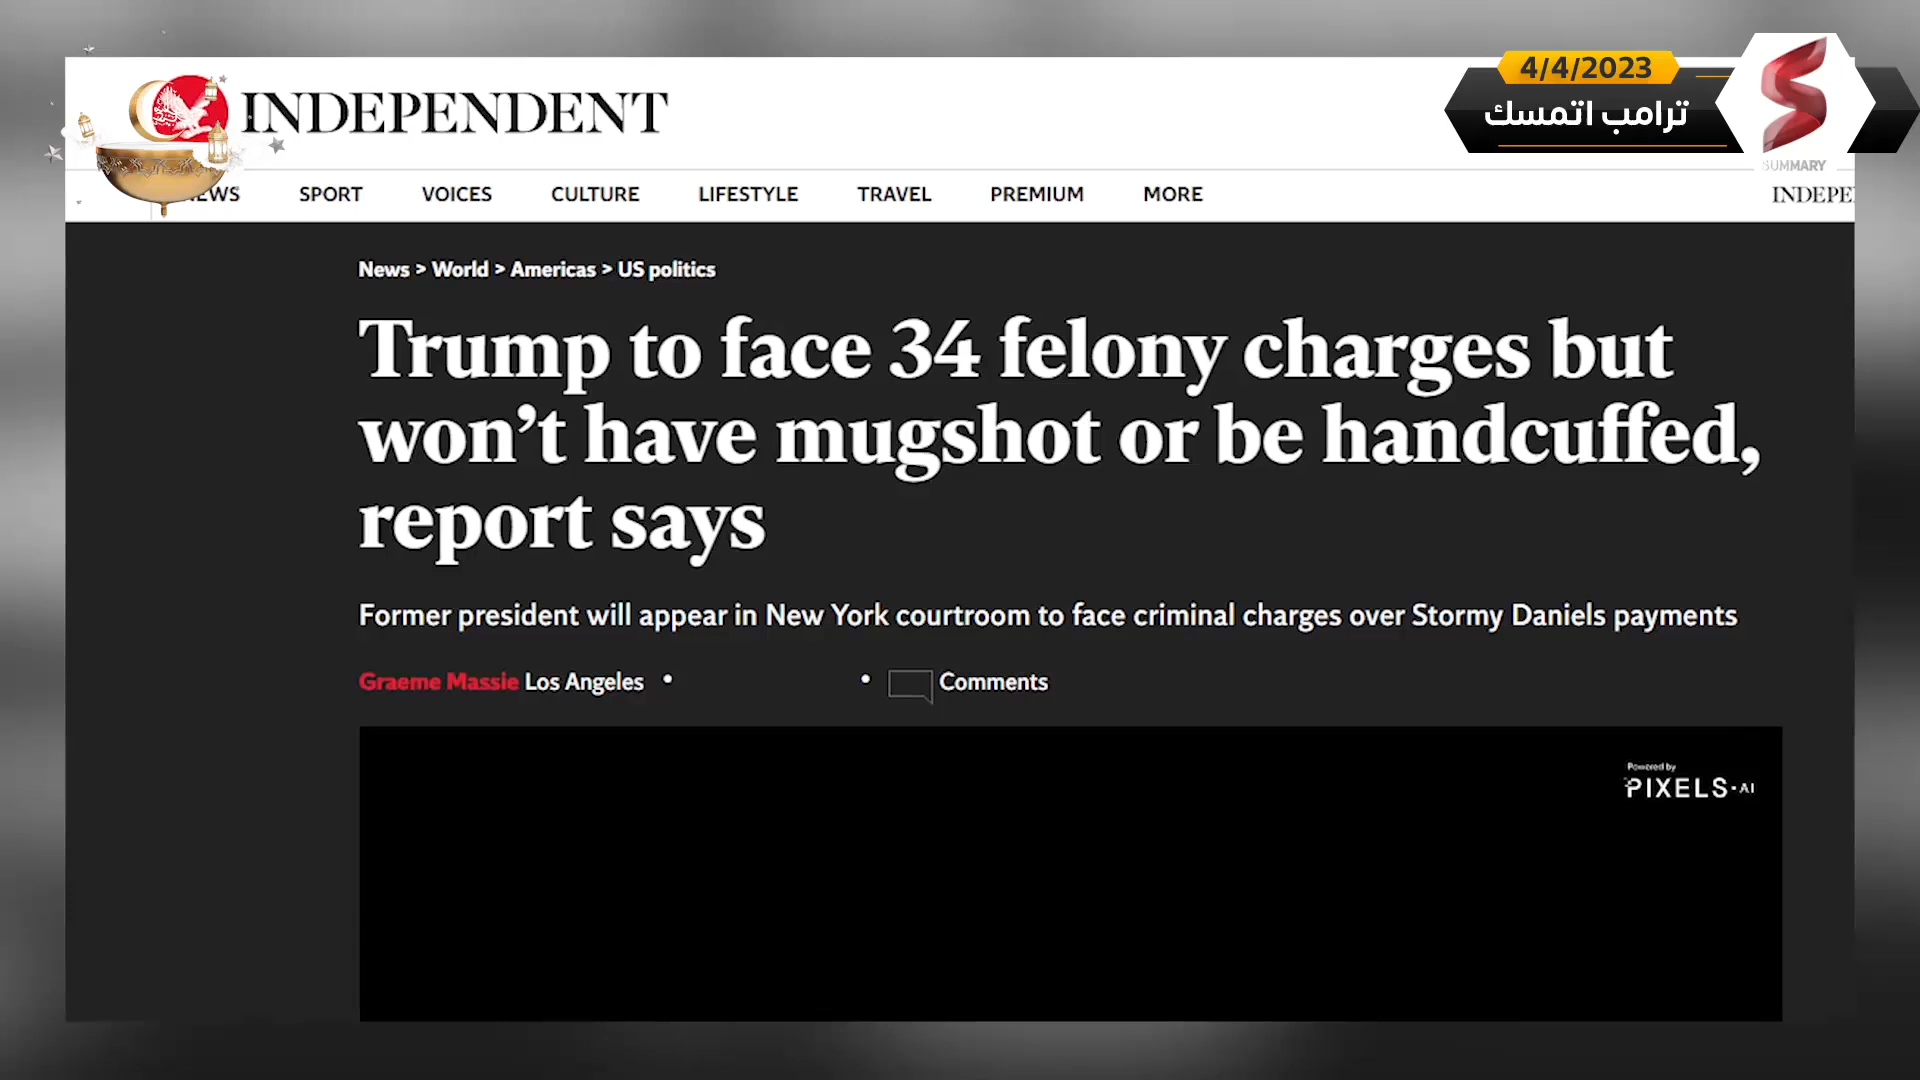 4/4/2023
ترامب اتمسك
SUMMARY
INDEPENDENT
EWS SPORT VOICES CULTURE LIFESTYLE TRAVEL PREMIUM MORE INDEPE
News > World > Americas > US politics
Trump to face 34 felony charges but
won’t have mugshot or be handcuffed,
report says
Former president will appear in New York courtroom to face criminal charges over Stormy Daniels payments
Graeme Massie Los Angeles • • Comments
Powered by
PIXELS·AI